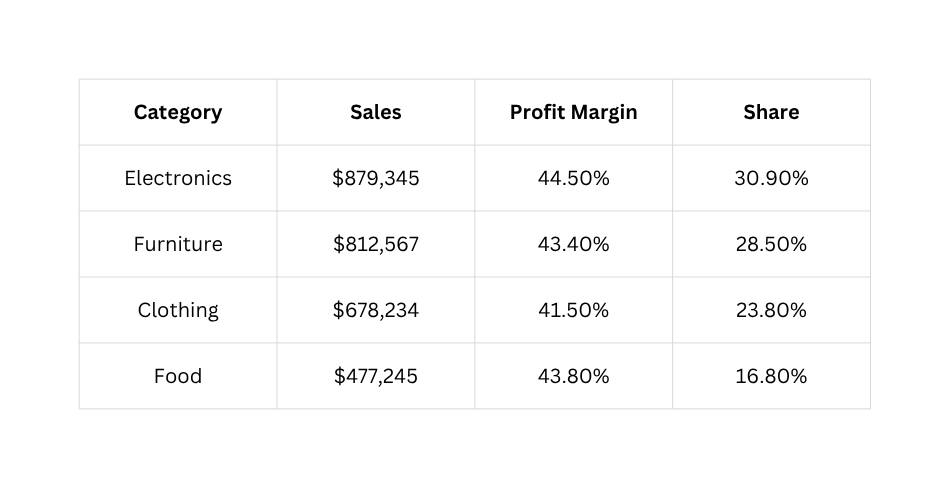 Category Sales Profit Margin Share
Electronics $879,345 44.50% 30.90%
Furniture $812,567 43.40% 28.50%
Clothing $678,234 41.50% 23.80%
Food $477,245 43.80% 16.80%